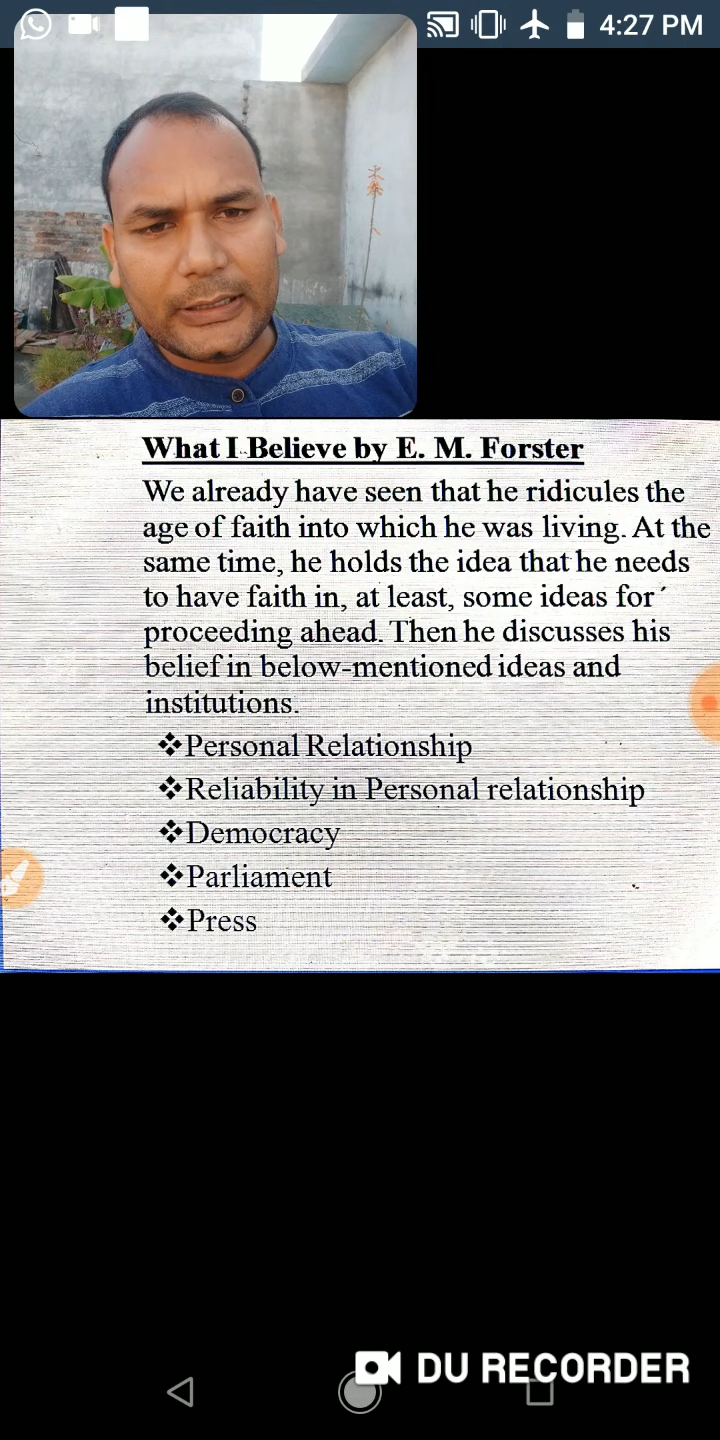 4:27 PM
What I Believe by E. M. Forster
We already have seen that he ridicules the
age of faith into which he was living. At the
same time, he holds the idea that he needs
to have faith in, at least, some ideas for
proceeding ahead. Then he discusses his
belief in below-mentioned ideas and
institutions.
❖Personal Relationship
❖Reliability in Personal relationship
❖Democracy
❖Parliament
❖Press
DU RECORDER